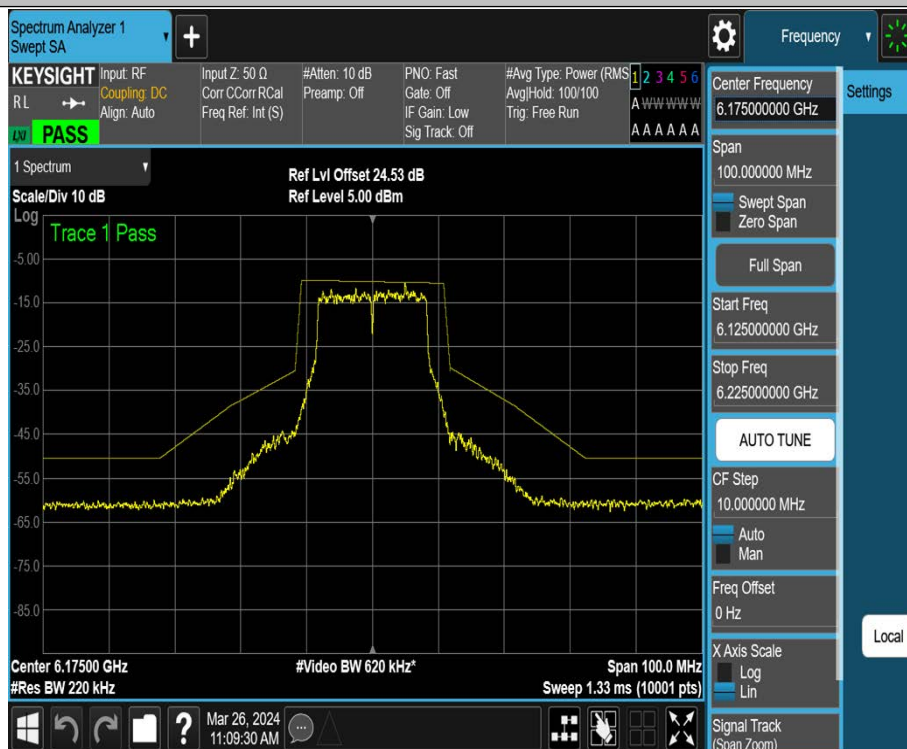 Spectrum Analyzer 1
Swept SA
Frequency
KEYSIGHT
Input: RF
Coupling: DC
Align: Auto
Input Z: 50 Ω
Corr CCorr RCal
Freq Ref: Int (S)
#Atten: 10 dB
Preamp: Off
PNO: Fast
Gate: Off
IF Gain: Low
Sig Track: Off
#Avg Type: Power (RMS
Avg|Hold: 100/100
Trig: Free Run
1 2 3 4 5 6
A W W W W W
A A A A A A
R L
LXI
PASS
1 Spectrum
Scale/Div 10 dB
Ref Lvl Offset 24.53 dB
Ref Level 5.00 dBm
Log
Trace 1 Pass
-5.00
-15.0
-25.0
-35.0
-45.0
-55.0
-65.0
-75.0
-85.0
Center 6.17500 GHz
#Video BW 620 kHz*
Span 100.0 MHz
#Res BW 220 kHz
Sweep 1.33 ms (10001 pts)
Mar 26, 2024
11:09:30 AM
Center Frequency
6.175000000 GHz
Settings
Span
100.000000 MHz
Swept Span
Zero Span
Full Span
Start Freq
6.125000000 GHz
Stop Freq
6.225000000 GHz
AUTO TUNE
CF Step
10.000000 MHz
Auto
Man
Freq Offset
0 Hz
Local
X Axis Scale
Log
Lin
Signal Track
(Span Zoom)